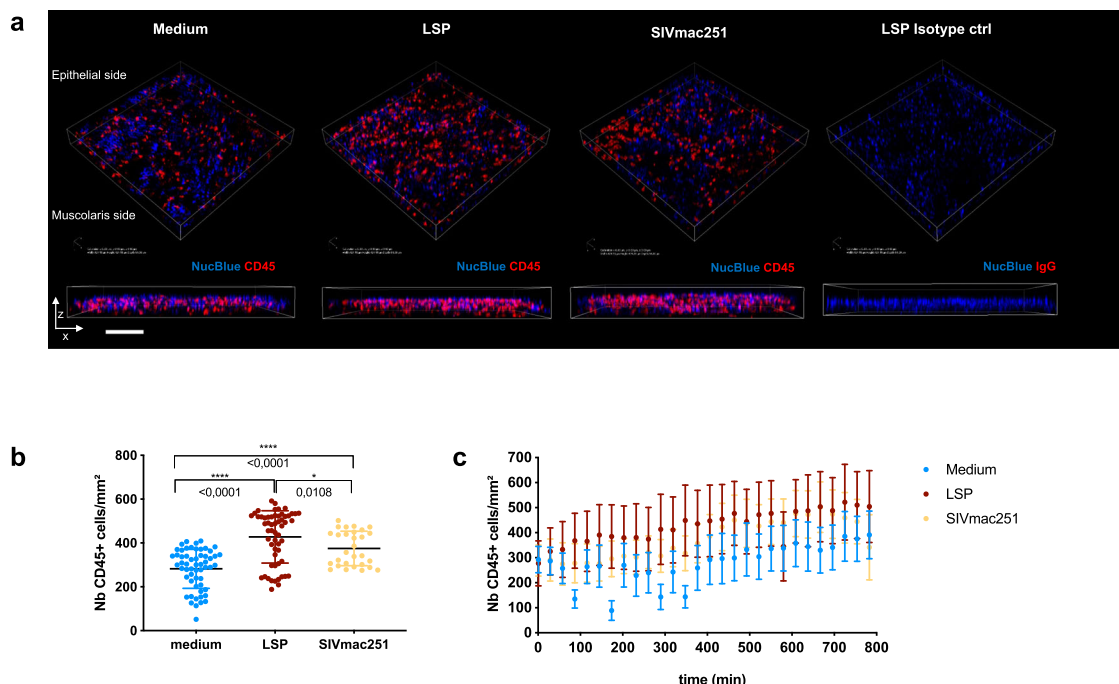 a
Medium
LSP
SIVmac251
LSP Isotype ctrl
Epithelial side
Muscolaris side
NucBlue CD45
NucBlue CD45
NucBlue CD45
NucBlue IgG
z
x
b
Nb CD45+ cells/mm²
800
600
400
200
0
****
<0,0001
****
<0,0001
*
0,0108
medium
LSP
SIVmac251
c
Nb CD45+ cells/mm²
700
600
500
400
300
200
100
0
0
100
200
300
400
500
600
700
800
time (min)
Medium
LSP
SIVmac251